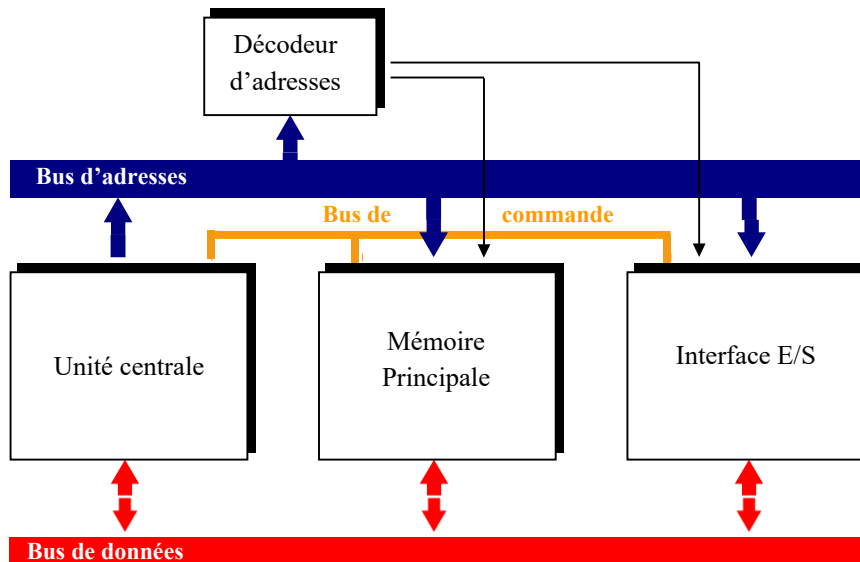 Décodeur
d’adresses
Bus d’adresses
Bus de commande
Unité centrale
Mémoire
Principale
Interface E/S
Bus de données